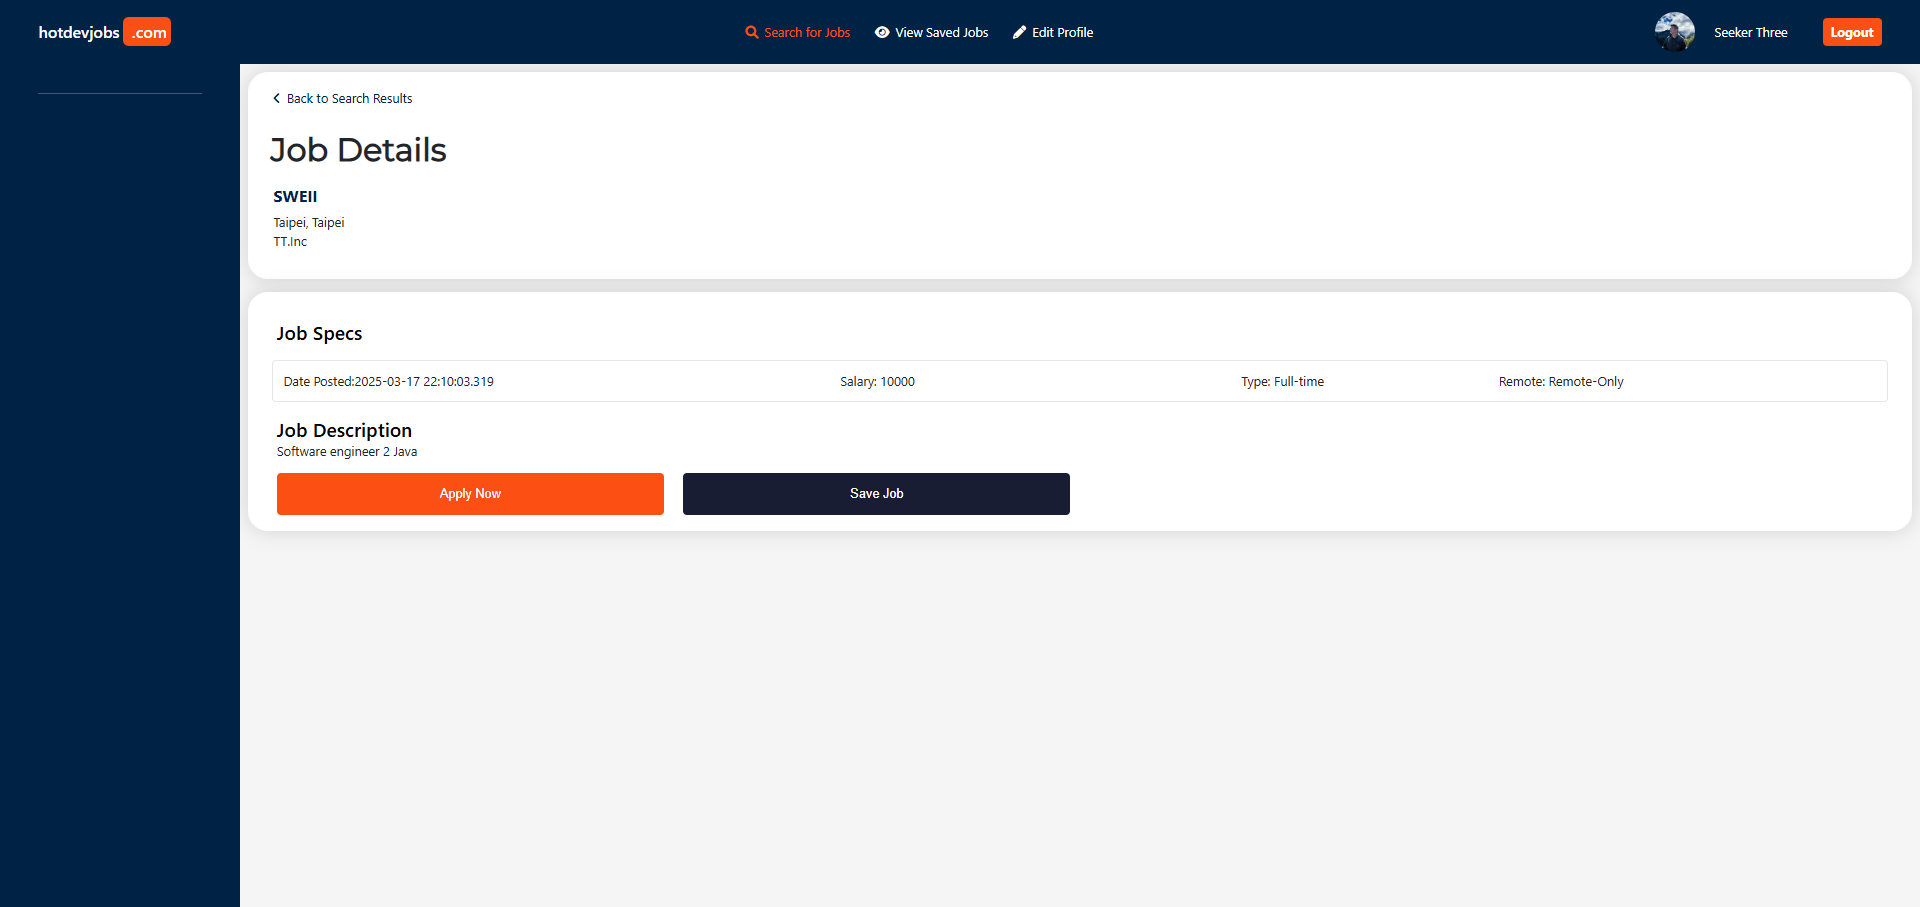 hotdevjobs .com
Search for Jobs
View Saved Jobs
Edit Profile
Seeker Three
Logout
Back to Search Results
Job Details
SWEII
Taipei, Taipei
TT.Inc
Job Specs
Date Posted:2025-03-17 22:10:03.319
Salary: 10000
Type: Full-time
Remote: Remote-Only
Job Description
Software engineer 2 Java
Apply Now
Save Job